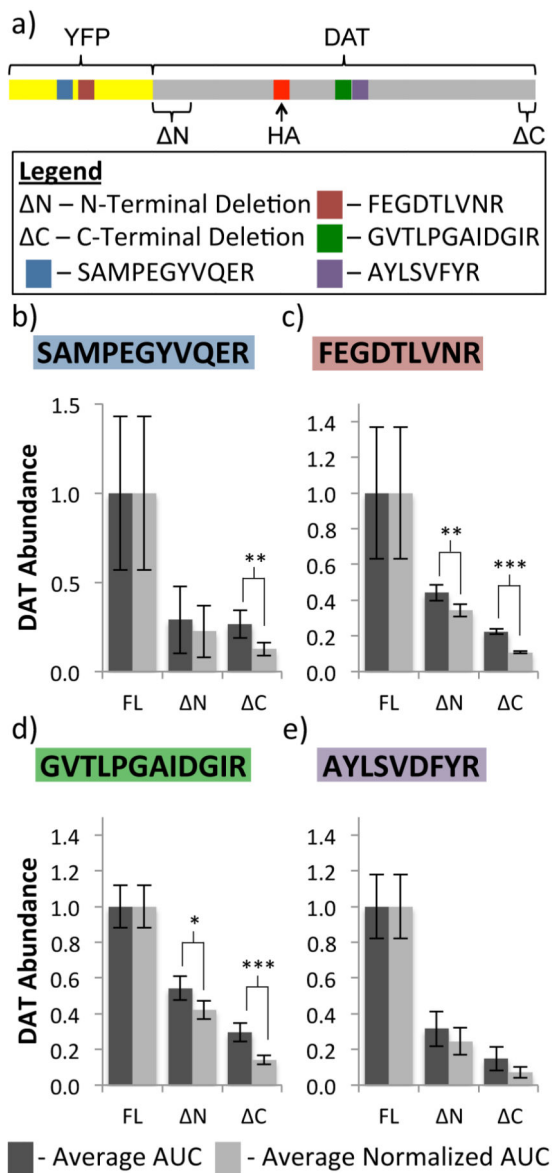 a)
YFP DAT
ΔN HA ΔC
Legend
ΔN – N-Terminal Deletion – FEGDTLVNR
ΔC – C-Terminal Deletion – GVTLPGAIDGIR
– SAMPEGYVQER – AYLSVFYR
b) c)
SAMPEGYVQER FEGDTLVNR
DAT Abundance
1.5
1.0
0.5
0.0
**
FL ΔN ΔC
1.4
1.2
1.0
0.8
0.6
0.4
0.2
0.0
** ***
FL ΔN ΔC
d) e)
GVTLPGAIDGIR AYLSVDFYR
DAT Abundance
1.4
1.2
1.0
0.8
0.6
0.4
0.2
0.0
* ***
FL ΔN ΔC
1.4
1.2
1.0
0.8
0.6
0.4
0.2
0.0
FL ΔN ΔC
- Average AUC - Average Normalized AUC